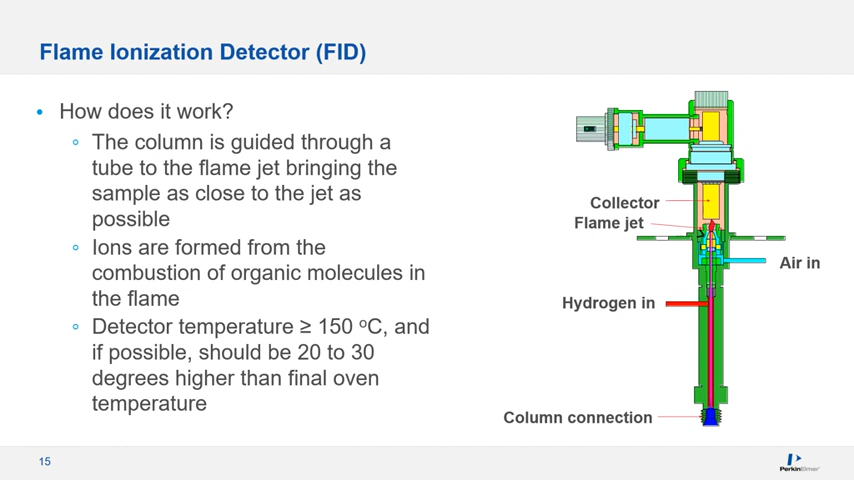 Flame Ionization Detector (FID)
• How does it work?
◦ The column is guided through a
tube to the flame jet bringing the
sample as close to the jet as
possible
◦ Ions are formed from the
combustion of organic molecules in
the flame
◦ Detector temperature ≥ 150 ᵒC, and
if possible, should be 20 to 30
degrees higher than final oven
temperature
Collector
Flame jet
Air in
Hydrogen in
Column connection
15
PerkinElmer